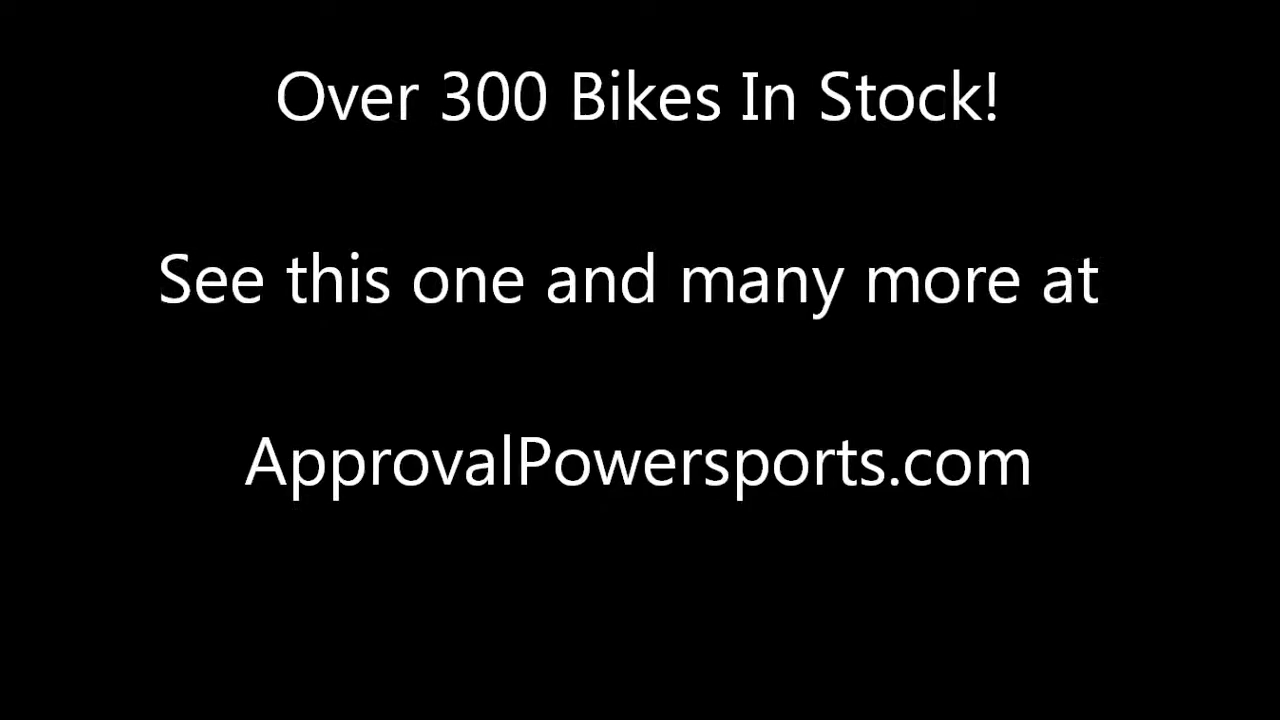 Over 300 Bikes In Stock!
See this one and many more at
ApprovalPowersports.com